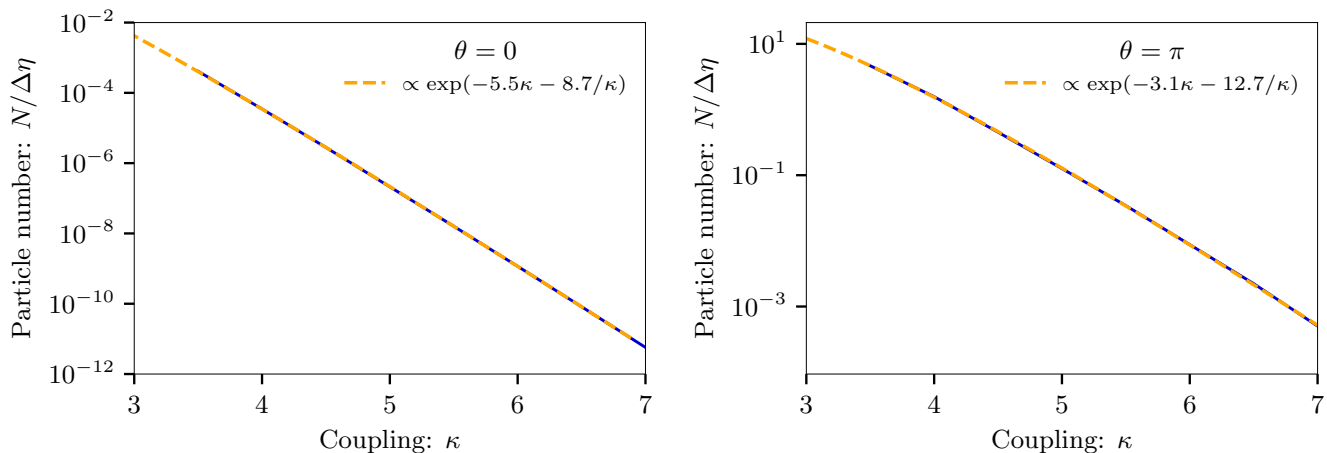 10⁻²
10⁻⁴
10⁻⁶
10⁻⁸
10⁻¹⁰
10⁻¹²
Particle number: N/Δη
θ = 0
∝ exp(−5.5κ − 8.7/κ)
3 4 5 6 7
Coupling: κ
10¹
10⁻¹
10⁻³
Particle number: N/Δη
θ = π
∝ exp(−3.1κ − 12.7/κ)
3 4 5 6 7
Coupling: κ